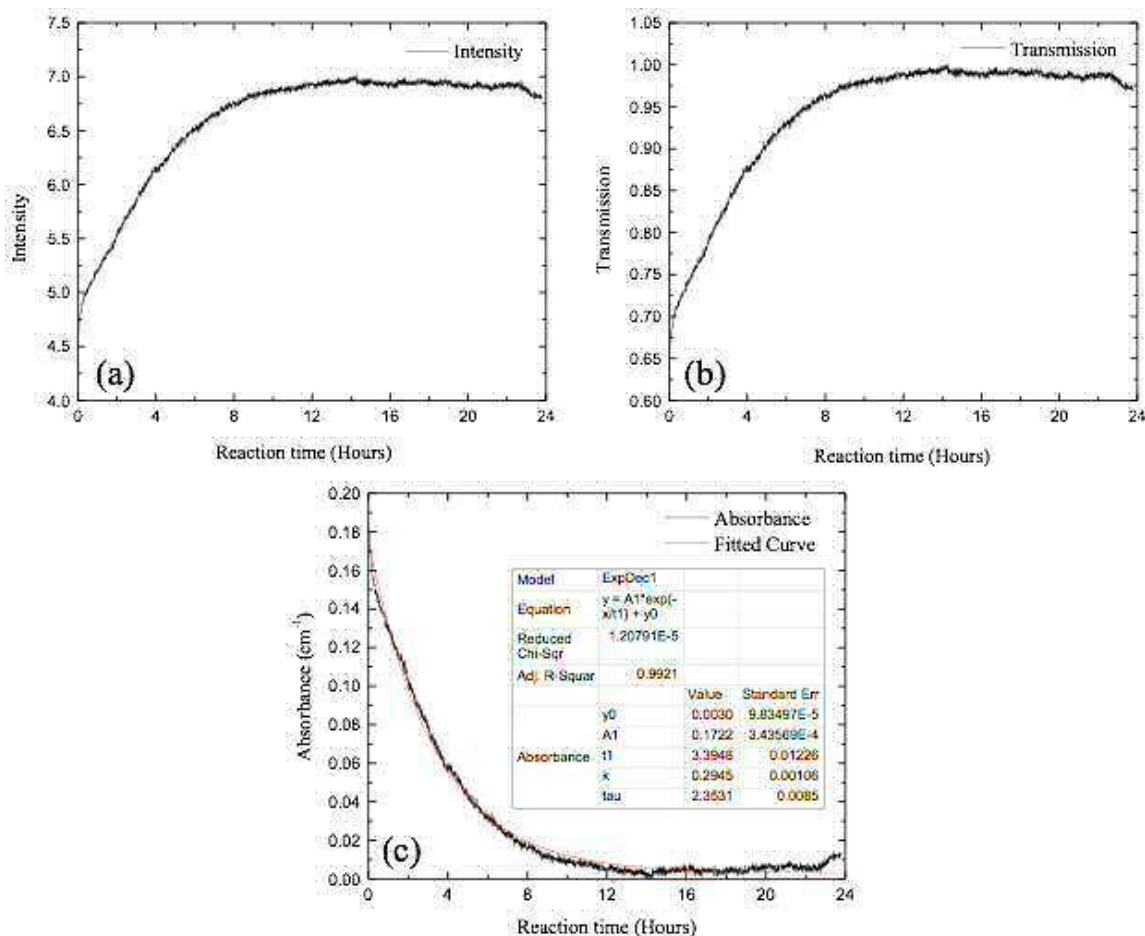 7.5
7.0
6.5
6.0
5.5
5.0
4.5
4.0
Intensity
Intensity
(a)
0 4 8 12 16 20 24
Reaction time (Hours)
1.05
1.00
0.95
0.90
0.85
0.80
0.75
0.70
0.65
0.60
Transmission
Transmission
(b)
0 4 8 12 16 20 24
Reaction time (Hours)
0.20
0.18
0.16
0.14
0.12
0.10
0.08
0.06
0.04
0.02
0.00
Absorbance (cm⁻¹)
Absorbance
Fitted Curve
Model ExpDec1
Equation y = A1*exp(-
x/t1) + y0
Reduced 1.20791E-5
Chi-Sqr
Adj. R-Squar 0.9921
Value Standard Err
y0 0.0030 9.83497E-5
A1 0.1722 3.43569E-4
Absorbance t1 3.3948 0.01226
k 0.2945 0.00106
tau 2.3531 0.0085
(c)
0 4 8 12 16 20 24
Reaction time (Hours)